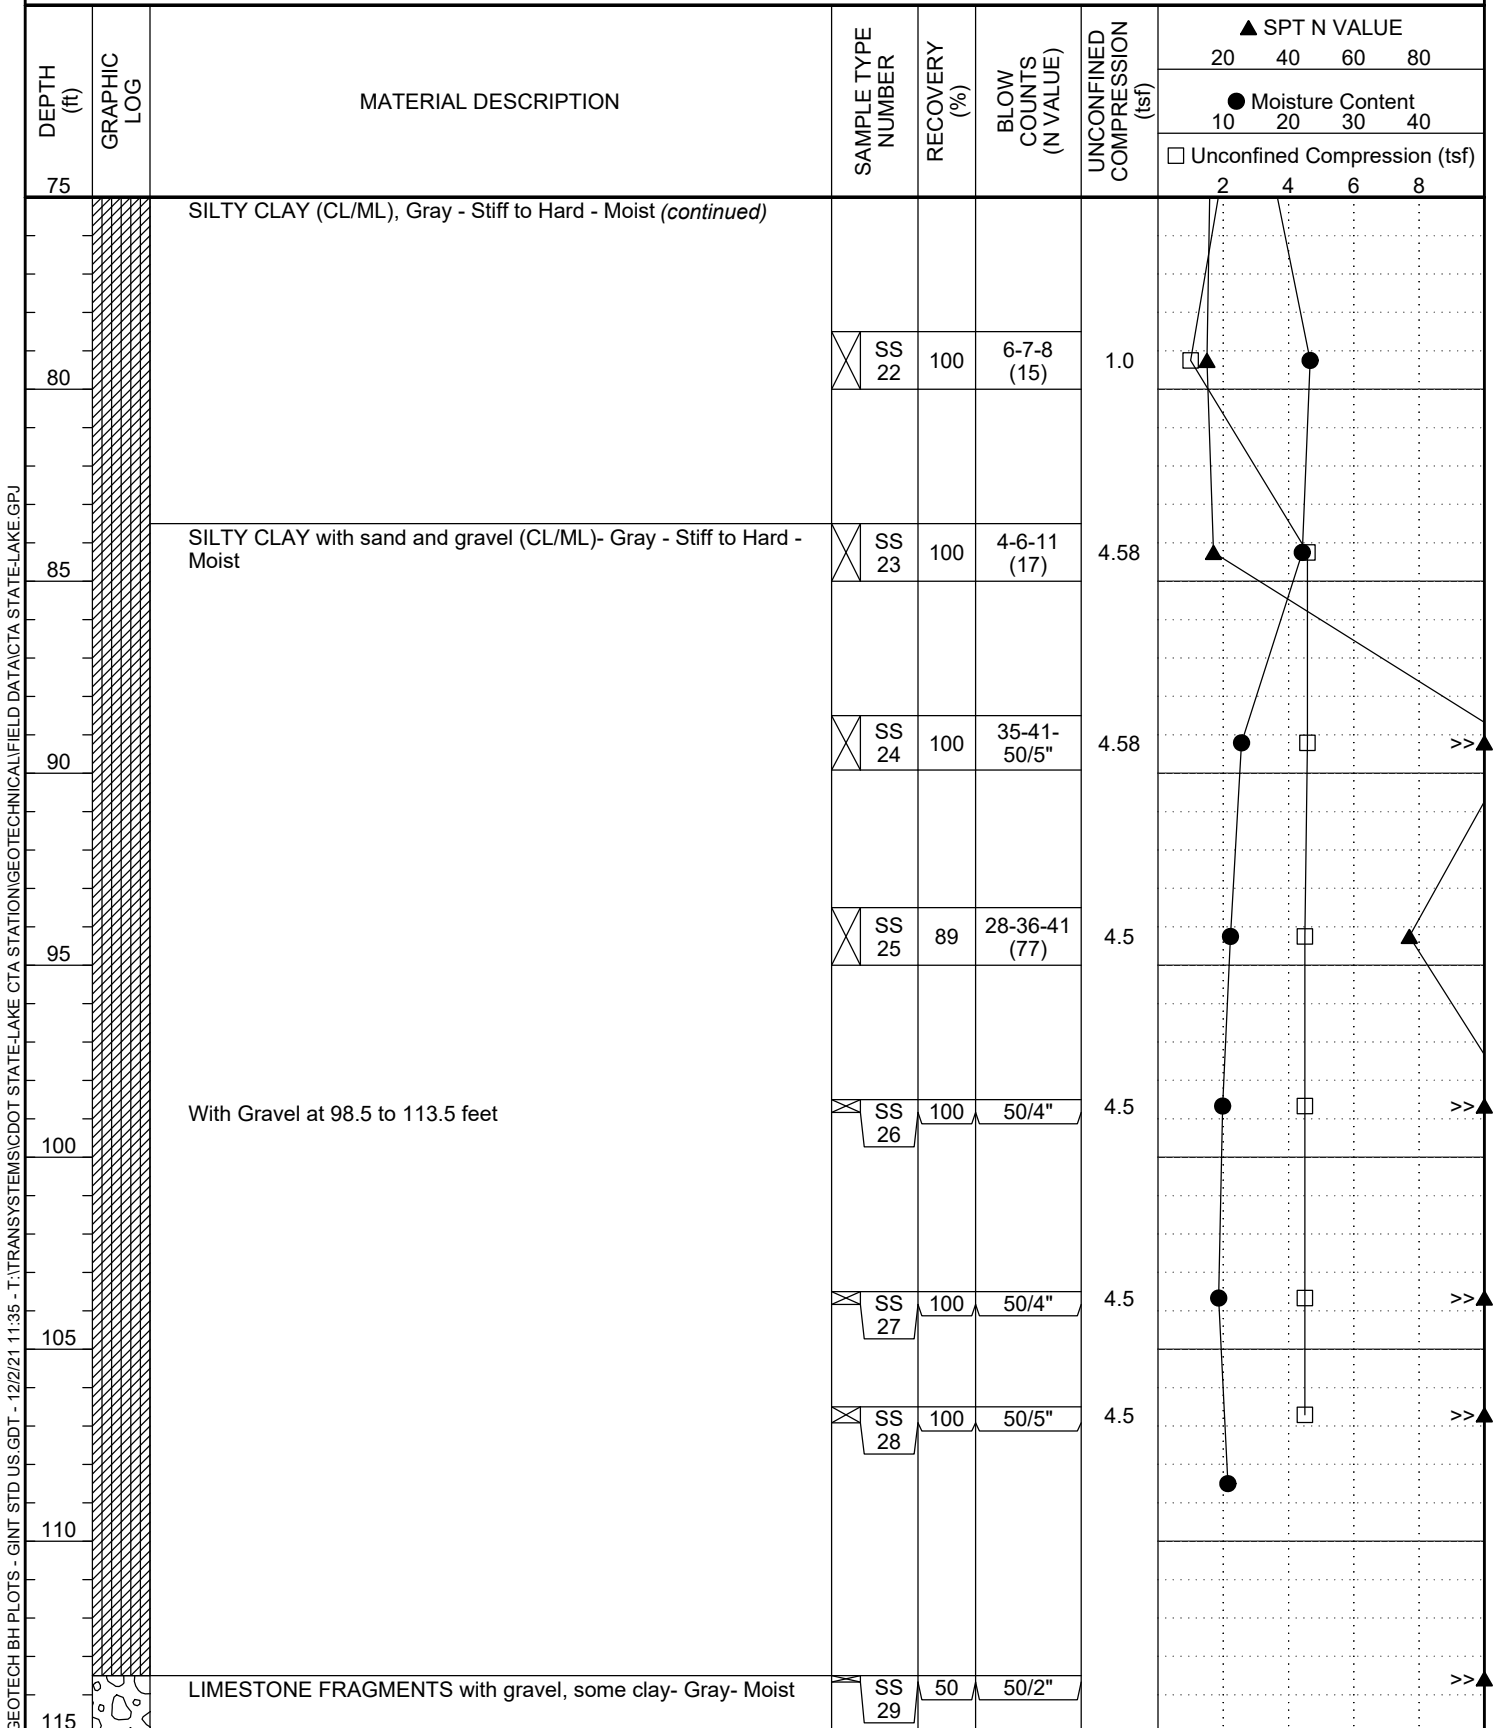 DEPTH
(ft)
GRAPHIC
LOG
MATERIAL DESCRIPTION
SAMPLE TYPE
NUMBER
RECOVERY
(%)
BLOW
COUNTS
(N VALUE)
UNCONFINED
COMPRESSION
(tsf)
▲ SPT N VALUE
20 40 60 80
● Moisture Content
10 20 30 40
□ Unconfined Compression (tsf)
2 4 6 8
75
SILTY CLAY (CL/ML), Gray - Stiff to Hard - Moist (continued)
SS
22
100
6-7-8
(15)
1.0
80
SILTY CLAY with sand and gravel (CL/ML)- Gray - Stiff to Hard -
Moist
SS
23
100
4-6-11
(17)
4.58
85
SS
24
100
35-41-
50/5"
4.58
>>▲
90
SS
25
89
28-36-41
(77)
4.5
95
With Gravel at 98.5 to 113.5 feet
SS
26
100
50/4"
4.5
>>▲
100
SS
27
100
50/4"
4.5
>>▲
105
SS
28
100
50/5"
4.5
>>▲
110
LIMESTONE FRAGMENTS with gravel, some clay- Gray- Moist
SS
29
50
50/2"
>>▲
115
GEOTECH BH PLOTS - GINT STD US.GDT - 12/2/21 11:35 - T:\TRANSYSTEMS\CDOT STATE-LAKE CTA STATION\GEOTECHNICAL\FIELD DATA\CTA STATE-LAKE.GPJ